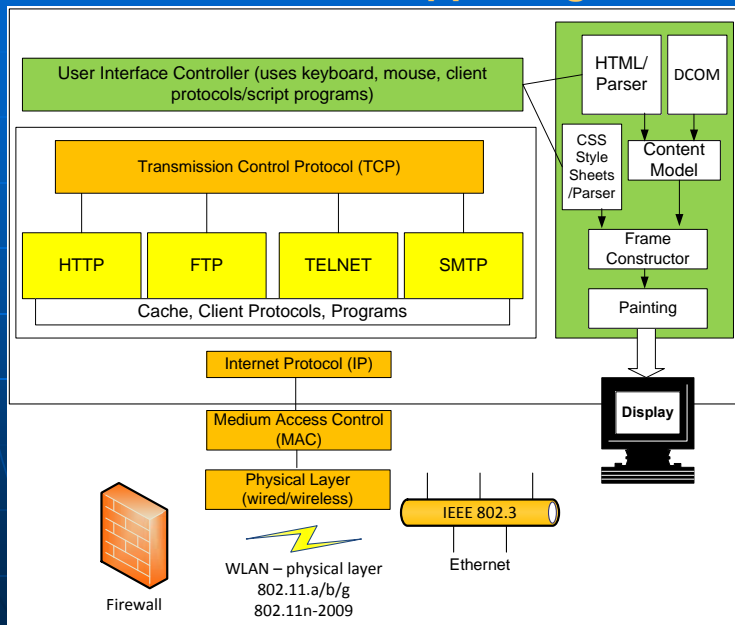 User Interface Controller (uses keyboard, mouse, client
protocols/script programs)
HTML/
Parser
DCOM
CSS
Style
Sheets
/Parser
Content
Model
Frame
Constructor
Painting
Display
Transmission Control Protocol (TCP)
HTTP
FTP
TELNET
SMTP
Cache, Client Protocols, Programs
Internet Protocol (IP)
Medium Access Control
(MAC)
Physical Layer
(wired/wireless)
IEEE 802.3
Ethernet
Firewall
WLAN – physical layer
802.11.a/b/g
802.11n-2009